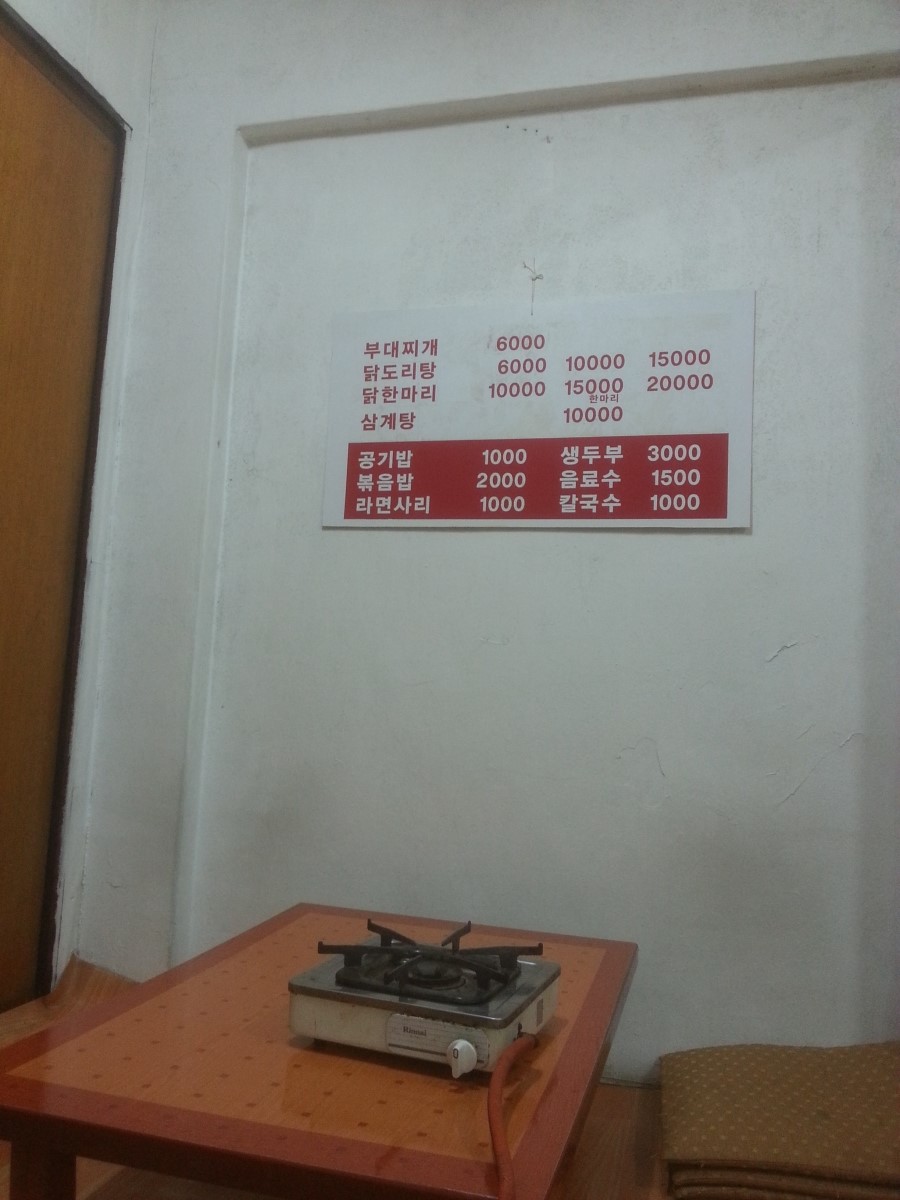 부대찌개 6000
닭도리탕 6000 10000 15000
닭한마리 10000 15000 20000
한마리
삼계탕 10000
공기밥 1000 생두부 3000
볶음밥 2000 음료수 1500
라면사리 1000 칼국수 1000
Rinnai